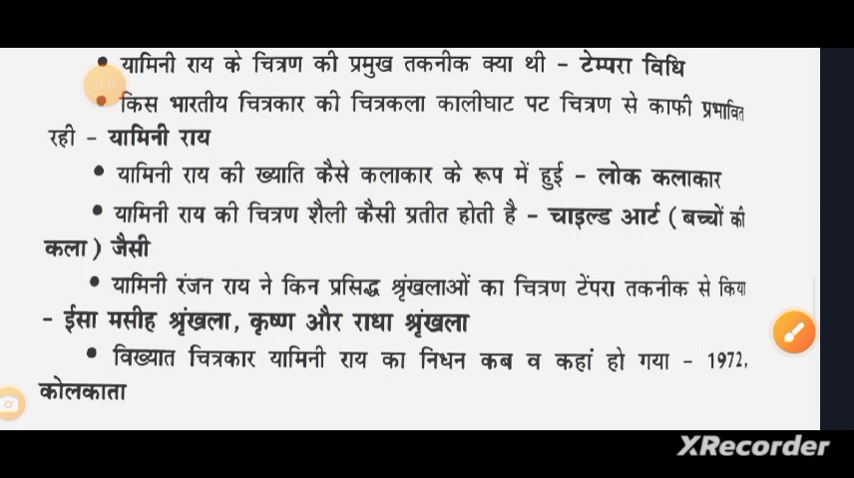 • यामिनी राय के चित्रण की प्रमुख तकनीक क्या थी - टेम्परा विधि
• किस भारतीय चित्रकार की चित्रकला कालीघाट पट चित्रण से काफी प्रभावित
रही - यामिनी राय
• यामिनी राय की ख्याति कैसे कलाकार के रूप में हुई - लोक कलाकार
• यामिनी राय की चित्रण शैली कैसी प्रतीत होती है - चाइल्ड आर्ट ( बच्चों की
कला ) जैसी
• यामिनी रंजन राय ने किन प्रसिद्ध श्रृंखलाओं का चित्रण टेंपरा तकनीक से किया
- ईसा मसीह श्रृंखला, कृष्ण और राधा श्रृंखला
• विख्यात चित्रकार यामिनी राय का निधन कब व कहां हो गया - 1972,
कोलकाता
XRecorder